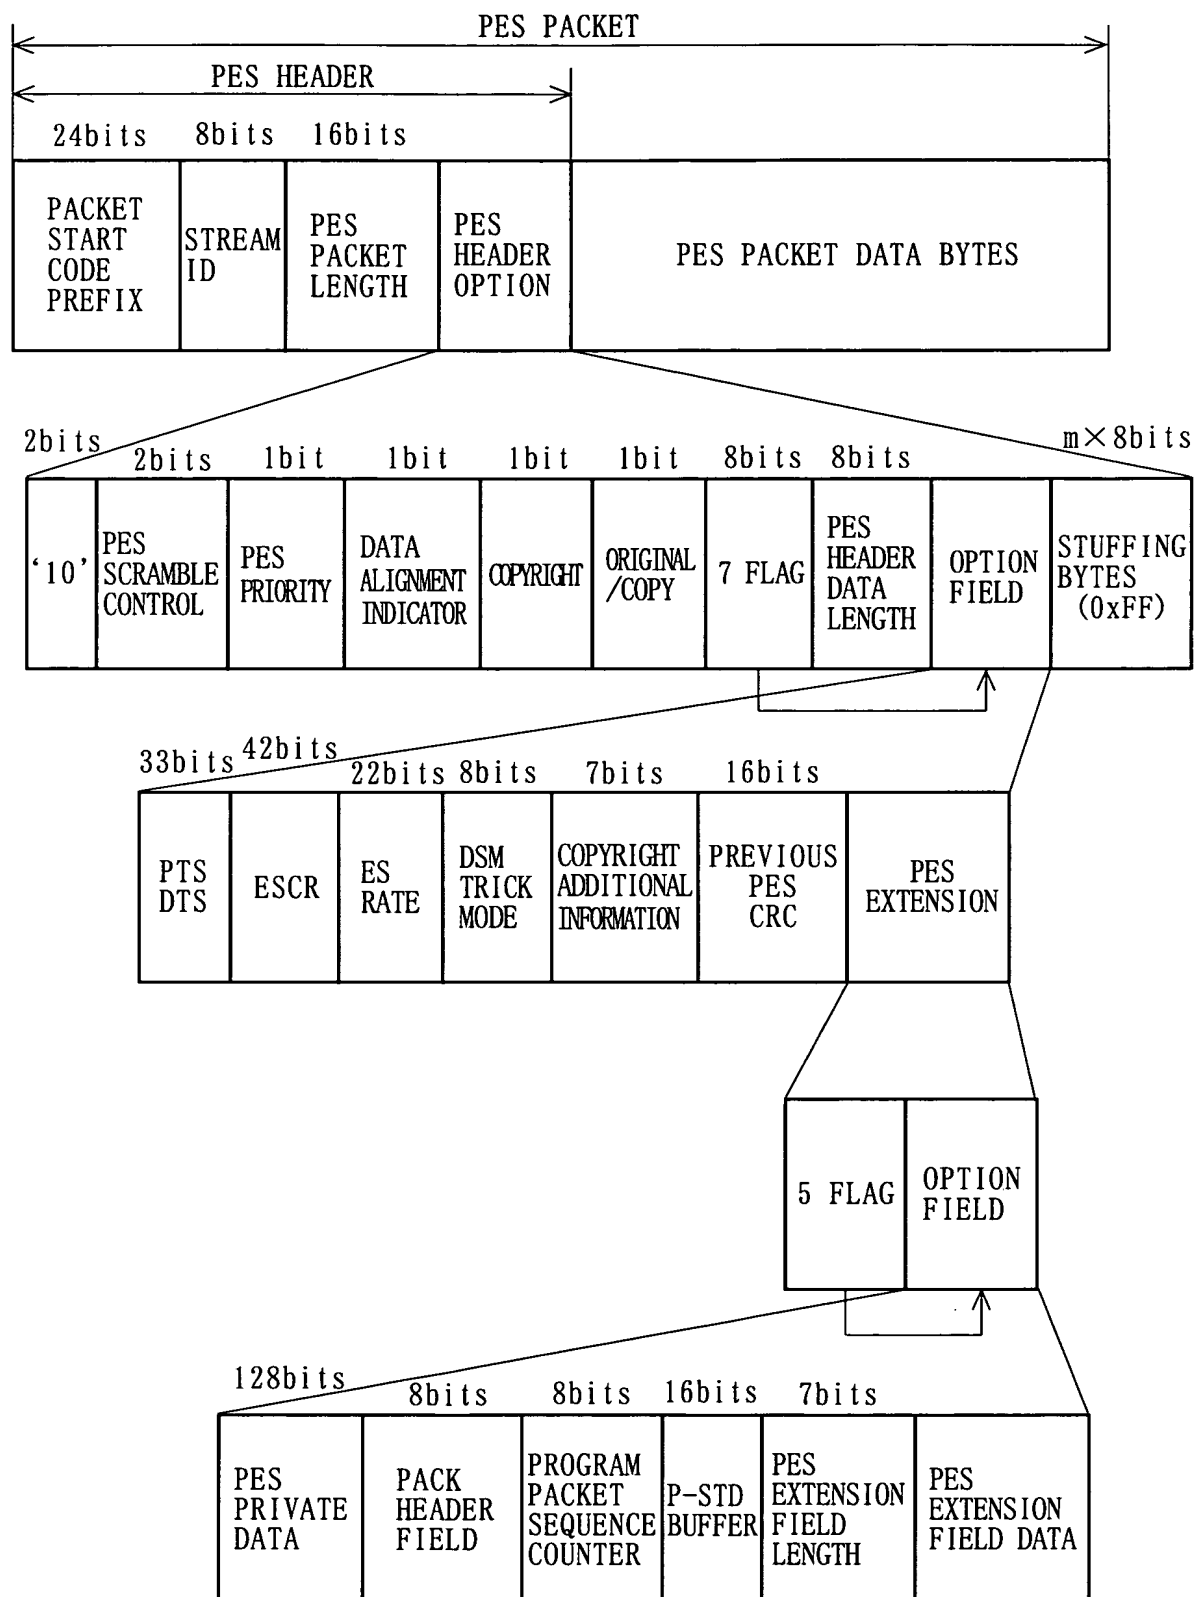 PES PACKET
PES HEADER
24bits 8bits 16bits
PACKET
START
CODE
PREFIX
STREAM
ID
PES
PACKET
LENGTH
PES
HEADER
OPTION
PES PACKET DATA BYTES
2bits 2bits 1bit 1bit 1bit 1bit 8bits 8bits m×8bits
‘10’
PES
SCRAMBLE
CONTROL
PES
PRIORITY
DATA
ALIGNMENT
INDICATOR
COPYRIGHT
ORIGINAL
/COPY
7 FLAG
PES
HEADER
DATA
LENGTH
OPTION
FIELD
STUFFING
BYTES
(0xFF)
33bits 42bits 22bits 8bits 7bits 16bits
PTS
DTS
ESCR
ES
RATE
DSM
TRICK
MODE
COPYRIGHT
ADDITIONAL
INFORMATION
PREVIOUS
PES
CRC
PES
EXTENSION
5 FLAG
OPTION
FIELD
128bits 8bits 8bits 16bits 7bits
PES
PRIVATE
DATA
PACK
HEADER
FIELD
PROGRAM
PACKET
SEQUENCE
COUNTER
P-STD
BUFFER
PES
EXTENSION
FIELD
LENGTH
PES
EXTENSION
FIELD DATA